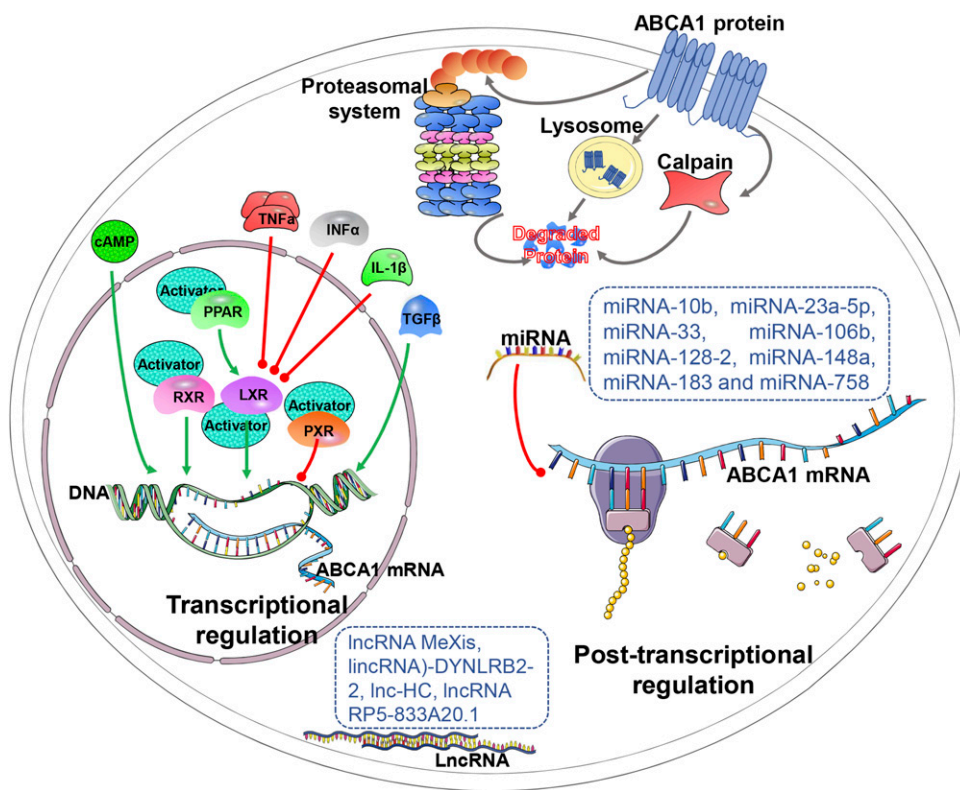 ABCA1 protein
Proteasomal
system
Lysosome
Calpain
Degraded
Protein
TNFa
INFα
cAMP
IL-1β
Activator
PPAR
TGFβ
Activator
RXR
LXR
Activator
Activator
PXR
DNA
ABCA1 mRNA
Transcriptional
regulation
miRNA
miRNA-10b, miRNA-23a-5p,
miRNA-33, miRNA-106b,
miRNA-128-2, miRNA-148a,
miRNA-183 and miRNA-758
ABCA1 mRNA
Post-transcriptional
regulation
lncRNA MeXis,
lincRNA)-DYNLRB2-
2, lnc-HC, lncRNA
RP5-833A20.1
LncRNA